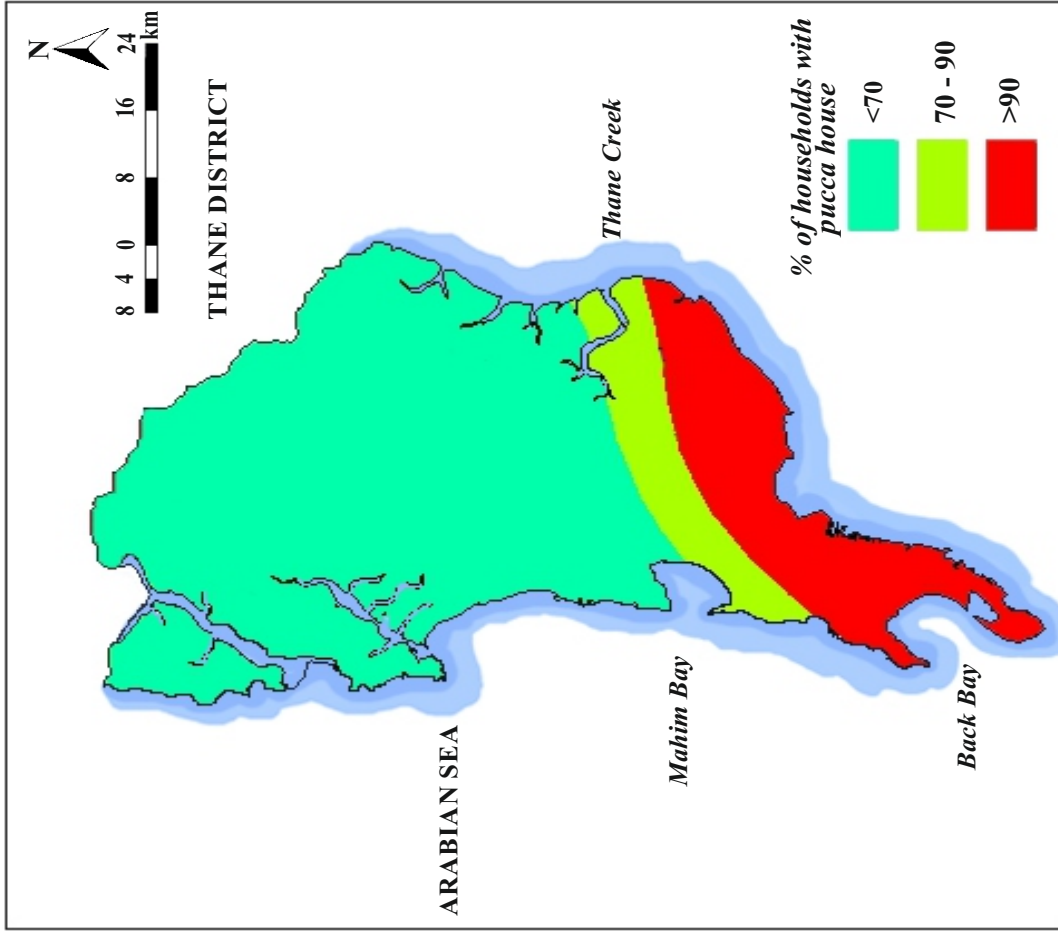 N
8 4 0 8 16 24
km
THANE DISTRICT
Thane Creek
ARABIAN SEA
Mahim Bay
Back Bay
% of households with
pucca house
<70
70 - 90
>90